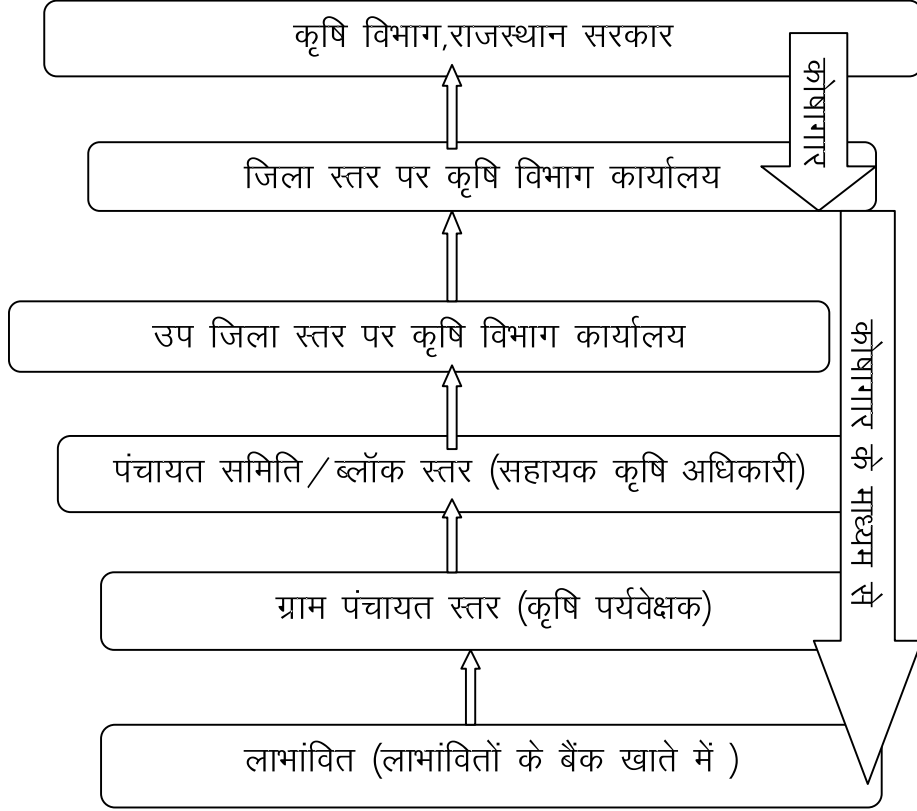 कृषि विभाग,राजस्थान सरकार
कोषागार
जिला स्तर पर कृषि विभाग कार्यालय
उप जिला स्तर पर कृषि विभाग कार्यालय
कोषागार के माध्यम से
पंचायत समिति/ब्लॉक स्तर (सहायक कृषि अधिकारी)
ग्राम पंचायत स्तर (कृषि पर्यवेक्षक)
लाभांवित (लाभांवितों के बैंक खाते में )